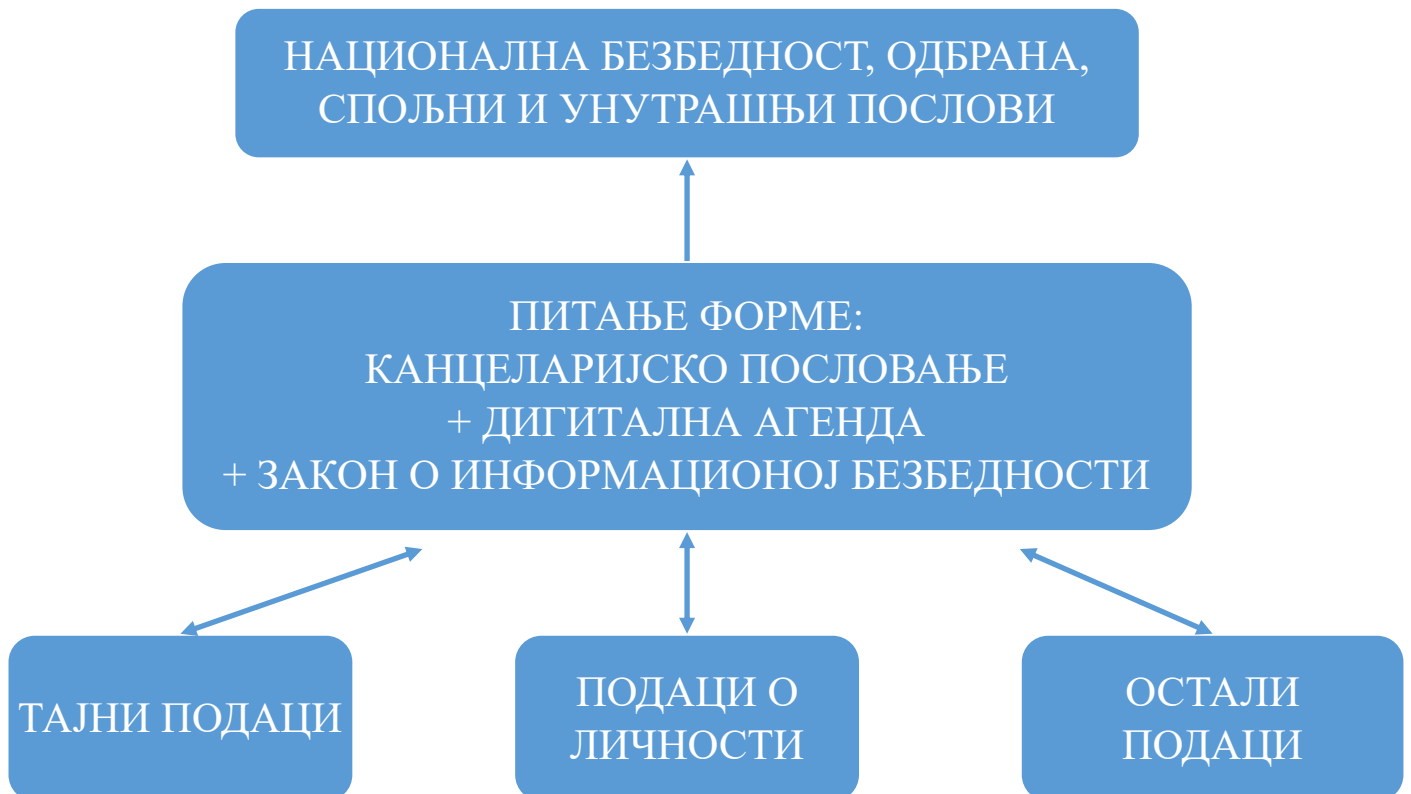 НАЦИОНАЛНА БЕЗБЕДНОСТ, ОДБРАНА,
СПОЉНИ И УНУТРАШЊИ ПОСЛОВИ
ПИТАЊЕ ФОРМЕ:
КАНЦЕЛАРИЈСКО ПОСЛОВАЊЕ
+ ДИГИТАЛНА АГЕНДА
+ ЗАКОН О ИНФОРМАЦИОНОЈ БЕЗБЕДНОСТИ
ТАЈНИ ПОДАЦИ
ПОДАЦИ О
ЛИЧНОСТИ
ОСТАЛИ
ПОДАЦИ